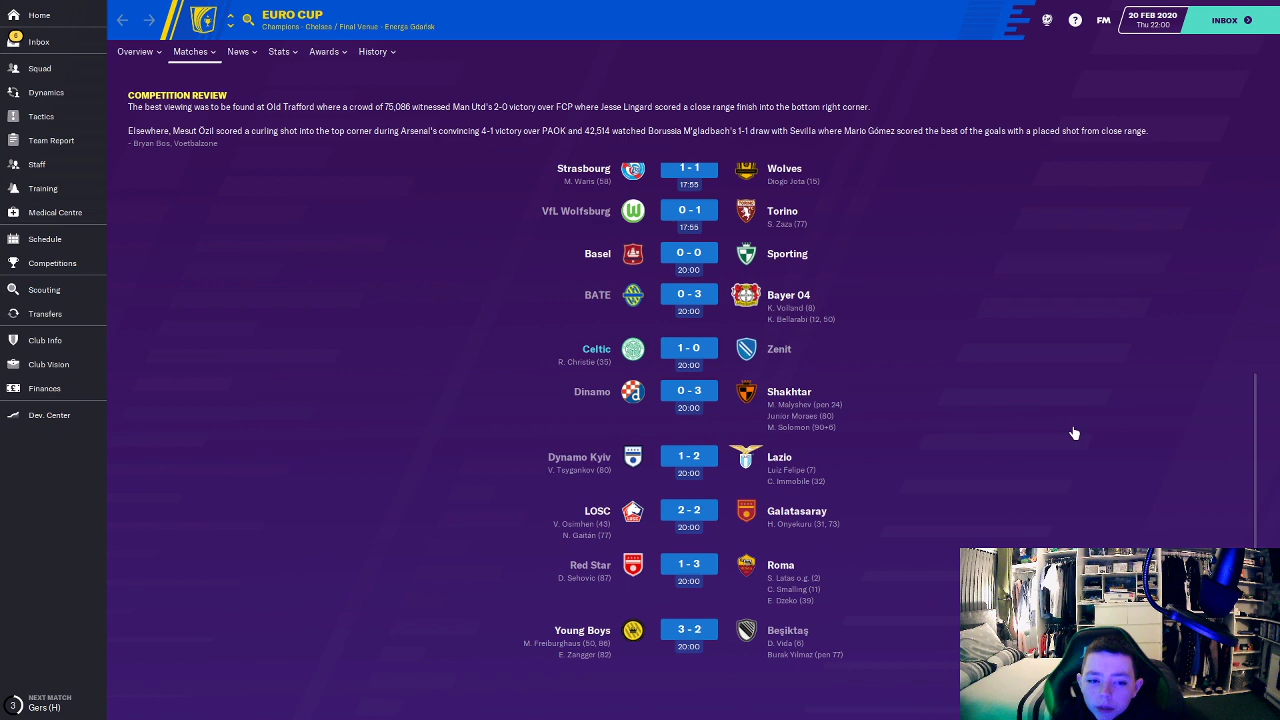 EURO CUP
Champions - Chelsea / Final Venue - Energa Gdańsk
FM
20 FEB 2020
Thu 22:00
INBOX
6
Inbox
Overview
Matches
News
Stats
Awards
History
Squad
Dynamics
Tactics
Team Report
Staff
Training
Medical Centre
Schedule
Competitions
Scouting
Transfers
Club Info
Club Vision
Finances
Dev. Center
3
NEXT MATCH
Gers (H)
COMPETITION REVIEW
The best viewing was to be found at Old Trafford where a crowd of 75,086 witnessed Man Utd's 2-0 victory over FCP where Jesse Lingard scored a close range finish into the bottom right corner.
Elsewhere, Mesut Özil scored a curling shot into the top corner during Arsenal's convincing 4-1 victory over PAOK and 42,514 watched Borussia M'gladbach's 1-1 draw with Sevilla where Mario Gómez scored the best of the goals with a placed shot from close range.
- Bryan Bos, Voetbalzone
Strasbourg 1 - 1 Wolves
M. Waris (58) 17:55 Diogo Jota (15)
VfL Wolfsburg 0 - 1 Torino
17:55 S. Zaza (77)
Basel 0 - 0 Sporting
20:00
BATE 0 - 3 Bayer 04
20:00 K. Volland (8)
K. Bellarabi (12, 50)
Celtic 1 - 0 Zenit
R. Christie (35) 20:00
Dinamo 0 - 3 Shakhtar
20:00 M. Malyshev (pen 24)
Junior Moraes (80)
M. Solomon (90+6)
Dynamo Kyiv 1 - 2 Lazio
V. Tsygankov (80) 20:00 Luiz Felipe (7)
C. Immobile (32)
LOSC 2 - 2 Galatasaray
V. Osimhen (43) 20:00 H. Onyekuru (31, 73)
N. Gaitán (77)
Red Star 1 - 3 Roma
D. Sehovic (87) 20:00 S. Latas o.g. (2)
C. Smalling (11)
E. Dzeko (39)
Young Boys 3 - 2 Beşiktaş
M. Freiburghaus (50, 86) 20:00 D. Vida (6)
E. Zangger (82) Burak Yılmaz (pen 77)